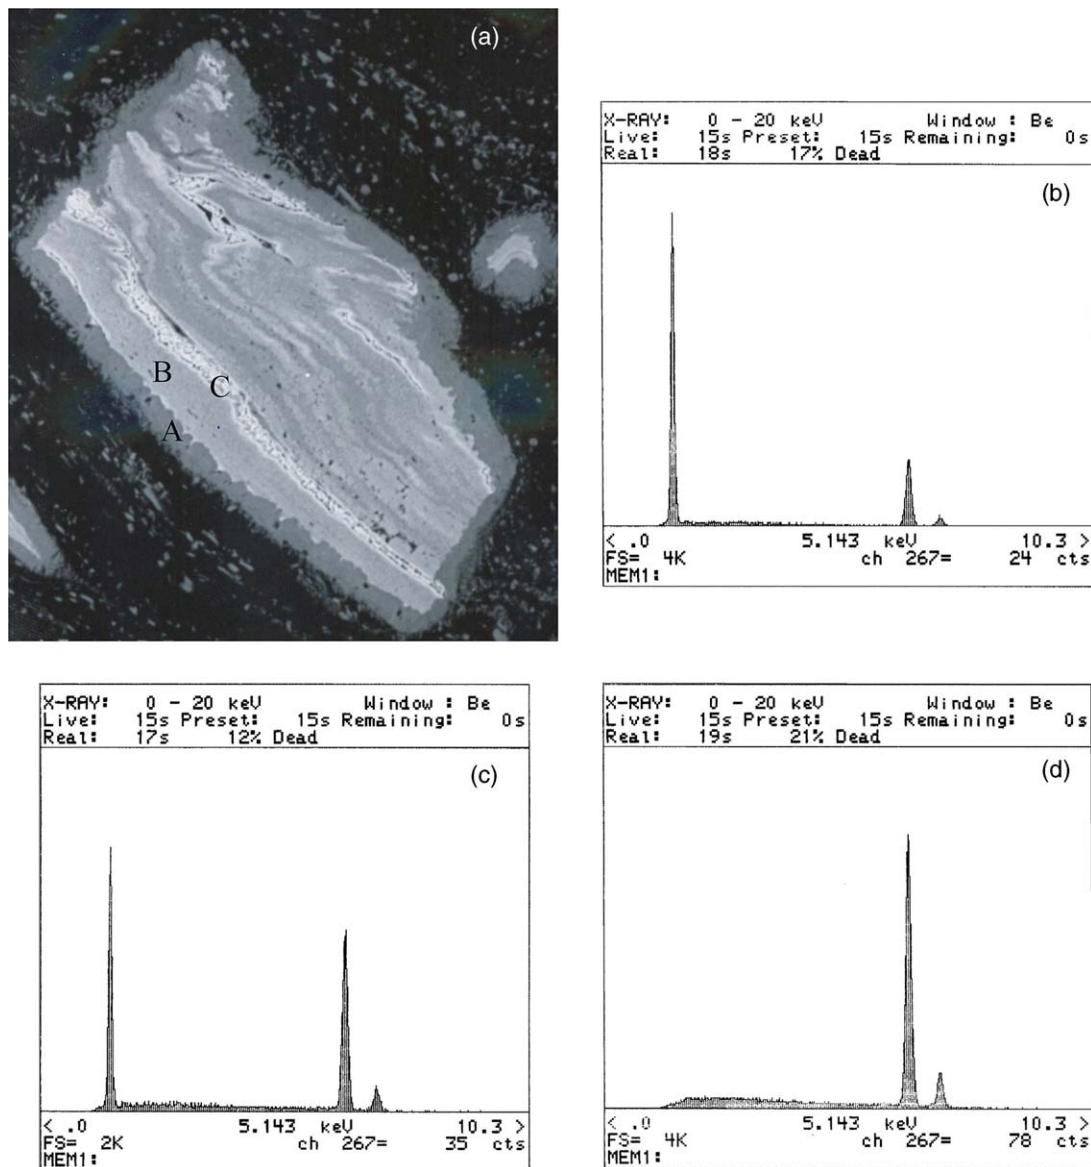 (a)
B
C
A
X-RAY: 0 - 20 keV Window : Be
Live: 15s Preset: 15s Remaining: 0s
Real: 18s 17% Dead
(b)
< .0 5.143 keV 10.3 >
FS= 4K ch 267= 24 cts
MEM1:
X-RAY: 0 - 20 keV Window : Be
Live: 15s Preset: 15s Remaining: 0s
Real: 17s 12% Dead
(c)
< .0 5.143 keV 10.3 >
FS= 2K ch 267= 35 cts
MEM1:
X-RAY: 0 - 20 keV Window : Be
Live: 15s Preset: 15s Remaining: 0s
Real: 19s 21% Dead
(d)
< .0 5.143 keV 10.3 >
FS= 4K ch 267= 78 cts
MEM1: